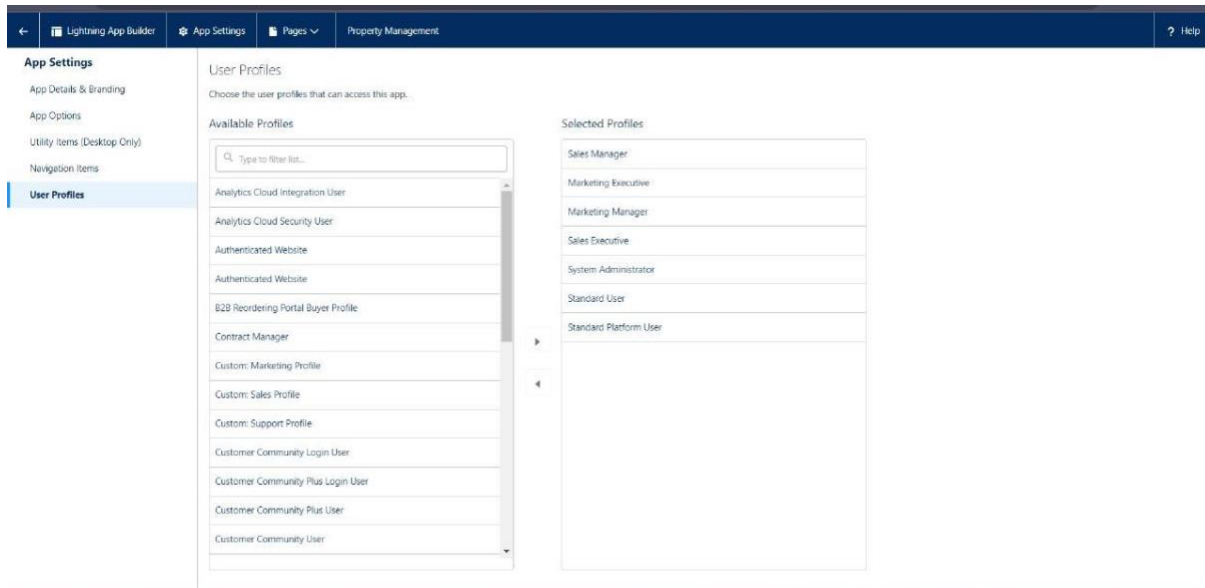 Lightning App Builder
App Settings
Pages
Property Management
? Help
App Settings
App Details & Branding
App Options
Utility Items (Desktop Only)
Navigation Items
User Profiles
User Profiles
Choose the user profiles that can access this app.
Available Profiles
Type to filter list...
Analytics Cloud Integration User
Analytics Cloud Security User
Authenticated Website
Authenticated Website
B2B Reordering Portal Buyer Profile
Contract Manager
Custom: Marketing Profile
Custom: Sales Profile
Custom: Support Profile
Customer Community Login User
Customer Community Plus Login User
Customer Community Plus User
Customer Community User
Selected Profiles
Sales Manager
Marketing Executive
Marketing Manager
Sales Executive
System Administrator
Standard User
Standard Platform User